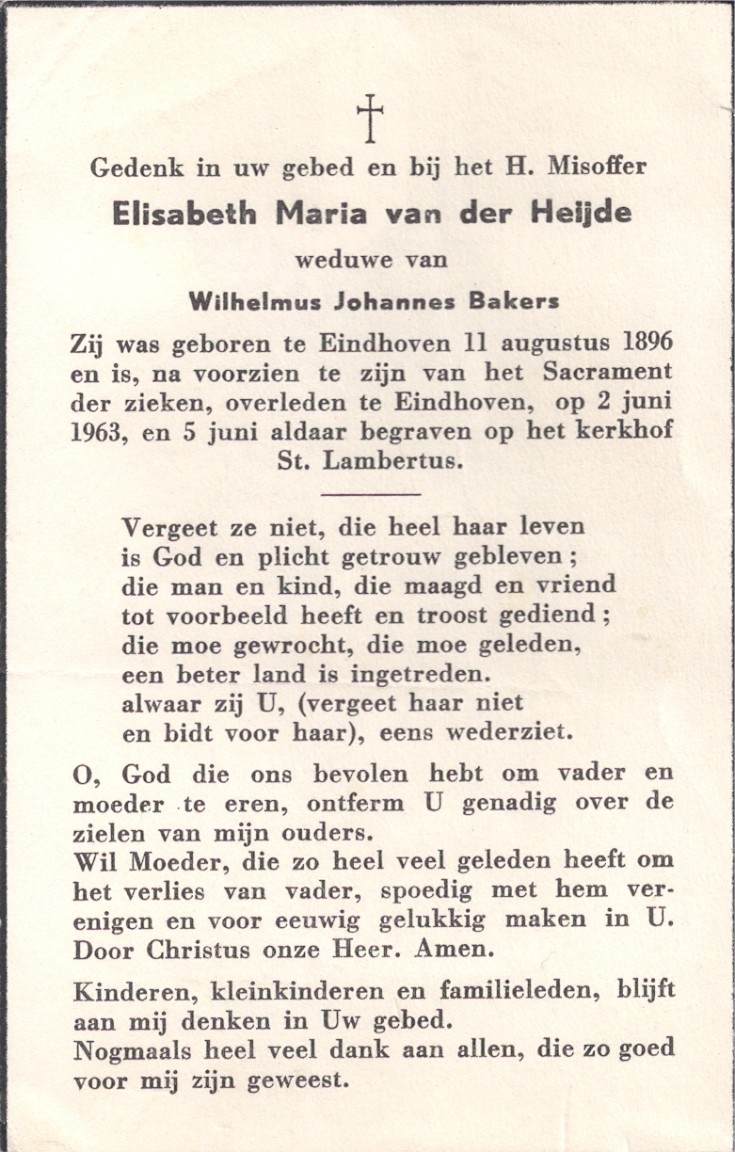 Gedenk in uw gebed en bij het H. Misoffer
Elisabeth Maria van der Heijde
weduwe van
Wilhelmus Johannes Bakers
Zij was geboren te Eindhoven 11 augustus 1896
en is, na voorzien te zijn van het Sacrament
der zieken, overleden te Eindhoven, op 2 juni
1963, en 5 juni aldaar begraven op het kerkhof
St. Lambertus.
Vergeet ze niet, die heel haar leven
is God en plicht getrouw gebleven ;
die man en kind, die maagd en vriend
tot voorbeeld heeft en troost gediend ;
die moe gewrocht, die moe geleden,
een beter land is ingetreden.
alwaar zij U, (vergeet haar niet
en bidt voor haar), eens wederziet.
O, God die ons bevolen hebt om vader en
moeder te eren, ontferm U genadig over de
zielen van mijn ouders.
Wil Moeder, die zo heel veel geleden heeft om
het verlies van vader, spoedig met hem ver-
enigen en voor eeuwig gelukkig maken in U.
Door Christus onze Heer. Amen.
Kinderen, kleinkinderen en familieleden, blijft
aan mij denken in Uw gebed.
Nogmaals heel veel dank aan allen, die zo goed
voor mij zijn geweest.